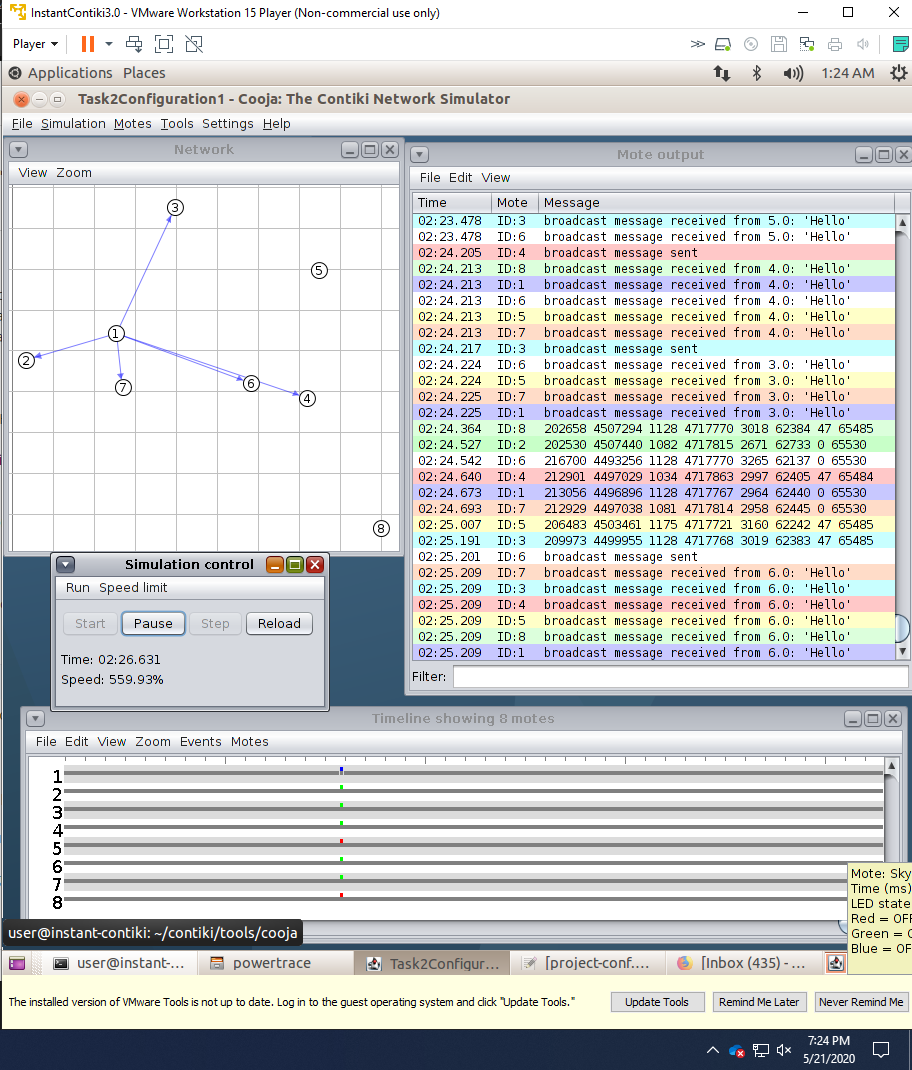 InstantContiki3.0 - VMware Workstation 15 Player (Non-commercial use only)
Player
Applications Places 1:24 AM
Task2Configuration1 - Cooja: The Contiki Network Simulator
File Simulation Motes Tools Settings Help
Network
View Zoom
3
5
1
2
7
6
4
8
Mote output
File Edit View
Time Mote Message
02:23.478 ID:3 broadcast message received from 5.0: 'Hello'
02:23.478 ID:6 broadcast message received from 5.0: 'Hello'
02:24.205 ID:4 broadcast message sent
02:24.213 ID:8 broadcast message received from 4.0: 'Hello'
02:24.213 ID:1 broadcast message received from 4.0: 'Hello'
02:24.213 ID:6 broadcast message received from 4.0: 'Hello'
02:24.213 ID:5 broadcast message received from 4.0: 'Hello'
02:24.213 ID:7 broadcast message received from 4.0: 'Hello'
02:24.217 ID:3 broadcast message sent
02:24.224 ID:6 broadcast message received from 3.0: 'Hello'
02:24.224 ID:5 broadcast message received from 3.0: 'Hello'
02:24.225 ID:7 broadcast message received from 3.0: 'Hello'
02:24.225 ID:1 broadcast message received from 3.0: 'Hello'
02:24.364 ID:8 202658 4507294 1128 4717770 3018 62384 47 65485
02:24.527 ID:2 202530 4507440 1082 4717815 2671 62733 0 65530
02:24.542 ID:6 216700 4493256 1128 4717770 3265 62137 0 65530
02:24.640 ID:4 212901 4497029 1034 4717863 2997 62405 47 65484
02:24.673 ID:1 213056 4496896 1128 4717767 2964 62440 0 65530
02:24.693 ID:7 212929 4497038 1081 4717814 2958 62445 0 65530
02:25.007 ID:5 206483 4503461 1175 4717721 3160 62242 47 65485
02:25.191 ID:3 209973 4499955 1128 4717768 3019 62383 47 65485
02:25.201 ID:6 broadcast message sent
02:25.209 ID:7 broadcast message received from 6.0: 'Hello'
02:25.209 ID:3 broadcast message received from 6.0: 'Hello'
02:25.209 ID:4 broadcast message received from 6.0: 'Hello'
02:25.209 ID:5 broadcast message received from 6.0: 'Hello'
02:25.209 ID:8 broadcast message received from 6.0: 'Hello'
02:25.209 ID:1 broadcast message received from 6.0: 'Hello'
Filter:
Simulation control
Run Speed limit
Start Pause Step Reload
Time: 02:26.631
Speed: 559.93%
Timeline showing 8 motes
File Edit View Zoom Events Motes
1
2
3
4
5
6
7
8
Mote: Sky
Time (ms)
LED state
Red = OFF
Green = O
Blue = OF
user@instant-contiki: ~/contiki/tools/cooja
user@instant-... powertrace Task2Configur... [project-conf.... [Inbox (435) - ...
The installed version of VMware Tools is not up to date. Log in to the guest operating system and click "Update Tools."
Update Tools Remind Me Later Never Remind Me
7:24 PM
5/21/2020